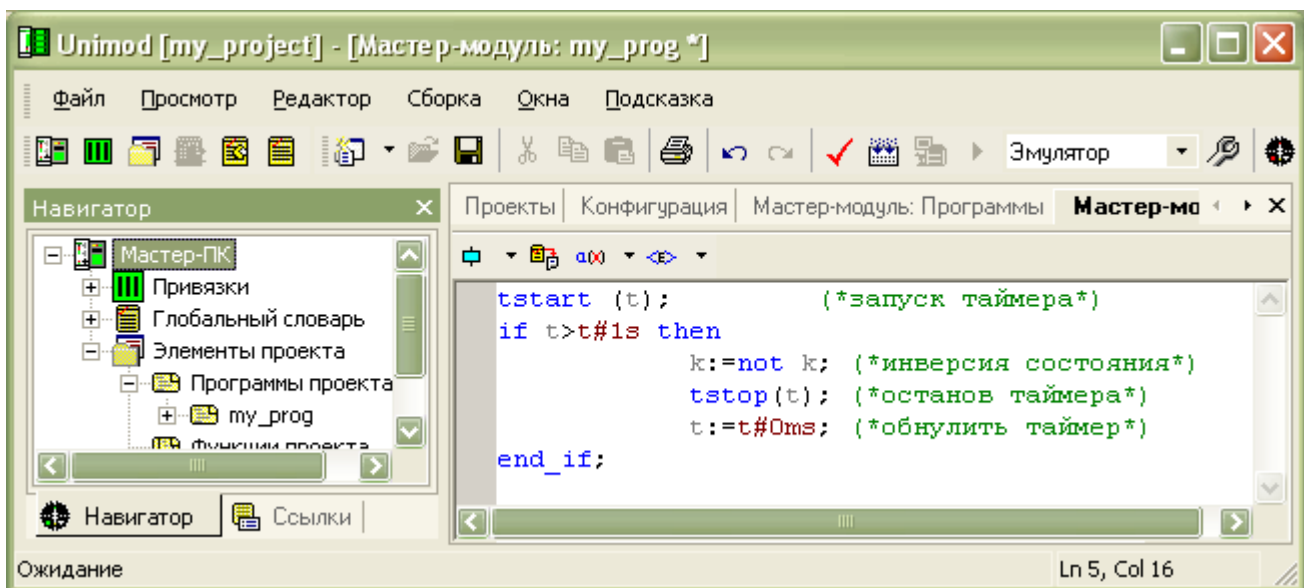 Unimod [my_project] - [Мастер-модуль: my_prog *]
Файл Просмотр Редактор Сборка Окна Подсказка
Эмулятор
Навигатор
Мастер-ПК
Привязки
Глобальный словарь
Элементы проекта
Программы проекта
my_prog
Функции проекта
Навигатор Ссылки
Проекты Конфигурация Мастер-модуль: Программы Мастер-мо
a(x) <E>
tstart (t); (*запуск таймера*)
if t>t#1s then
k:=not k; (*инверсия состояния*)
tstop(t); (*останов таймера*)
t:=t#0ms; (*обнулить таймер*)
end_if;
Ожидание Ln 5, Col 16